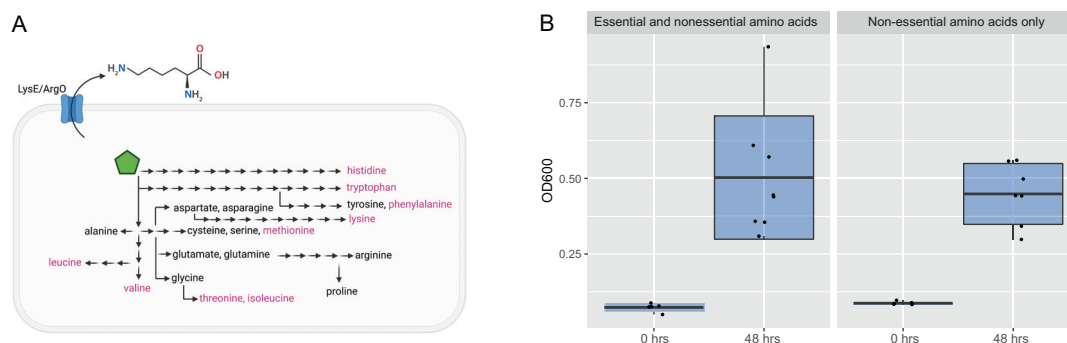 A
H₂N
O
OH
NH₂
LysE/ArgO
histidine
tryptophan
tyrosine, phenylalanine
aspartate, asparagine
lysine
alanine
cysteine, serine, methionine
glutamate, glutamine
arginine
leucine
glycine
valine
threonine, isoleucine
proline
B
Essential and nonessential amino acids
Non-essential amino acids only
OD600
0.75
0.50
0.25
0 hrs
48 hrs
0 hrs
48 hrs